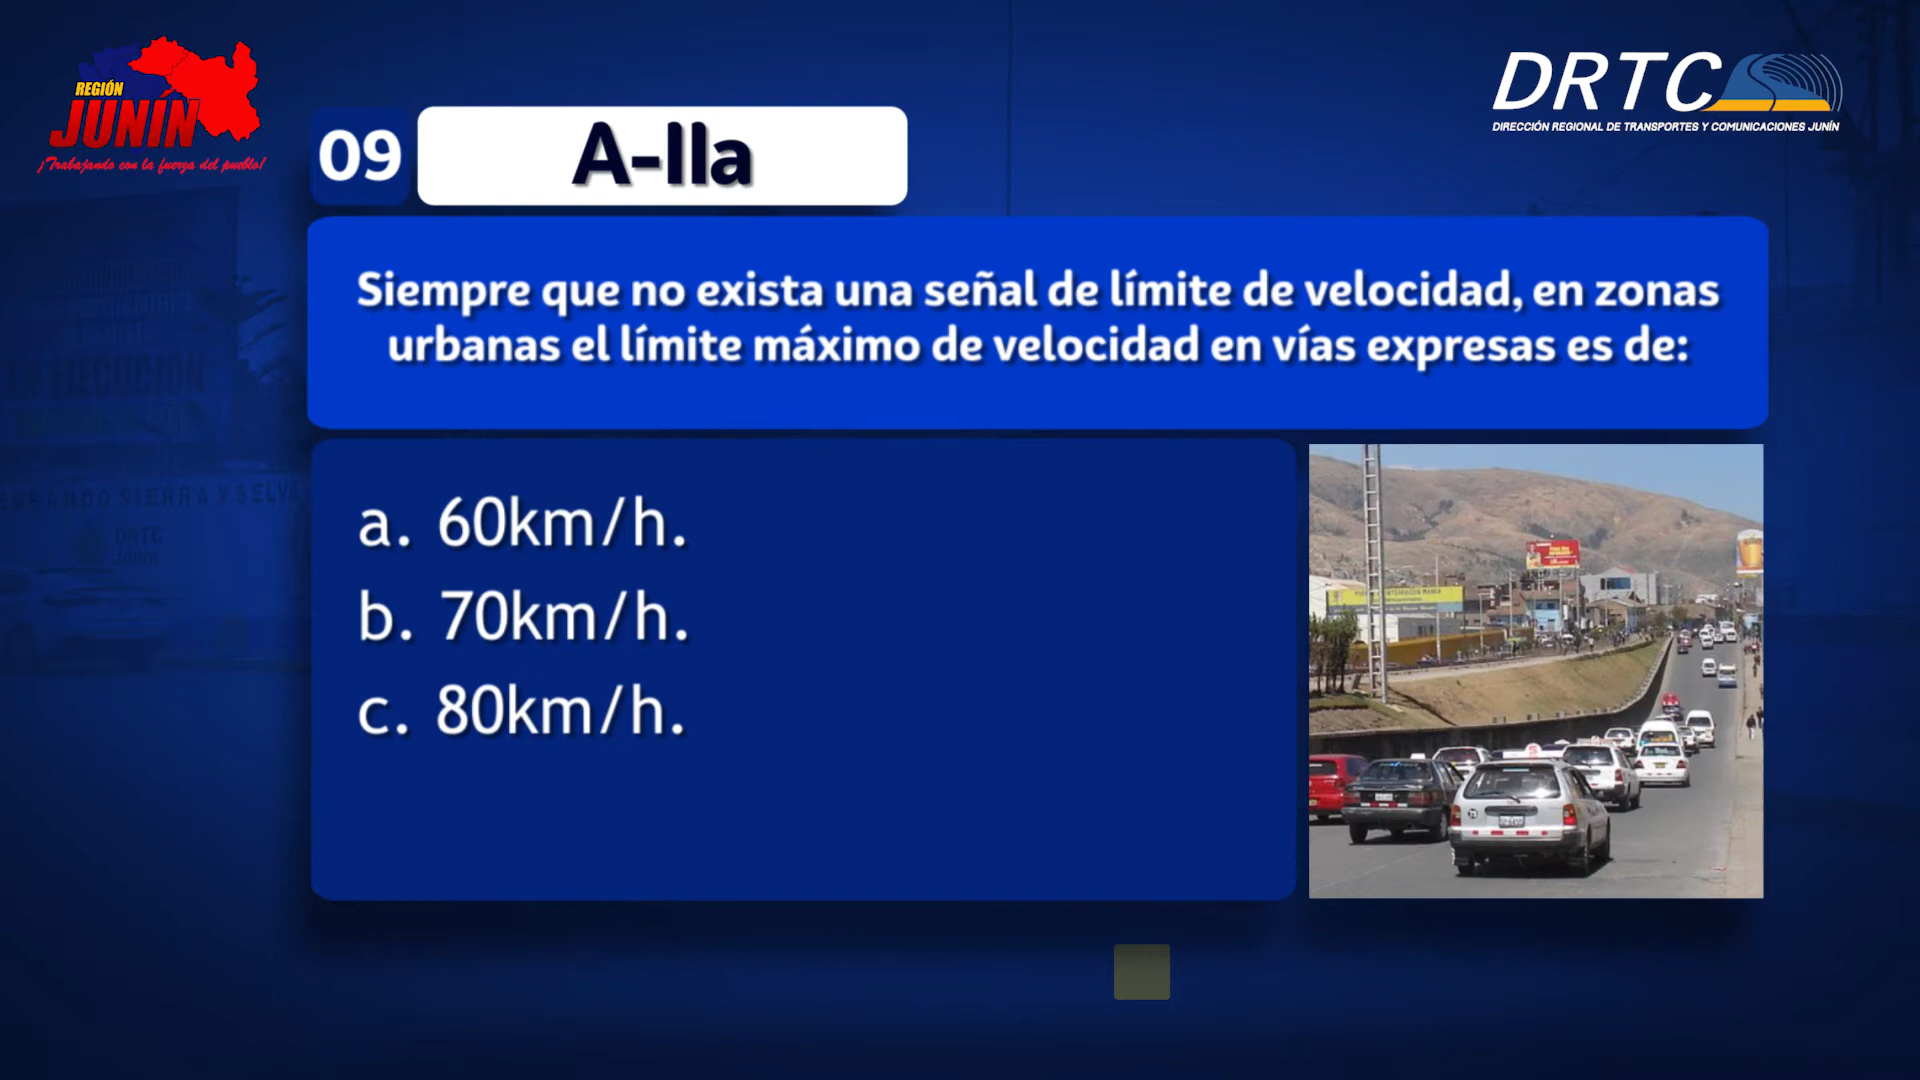 REGIÓN
JUNÍN
¡Trabajando con la fuerza del pueblo!
DRTC
DIRECCIÓN REGIONAL DE TRANSPORTES Y COMUNICACIONES JUNÍN
09
A-IIa
Siempre que no exista una señal de límite de velocidad, en zonas
urbanas el límite máximo de velocidad en vías expresas es de:
a. 60km/h.
b. 70km/h.
c. 80km/h.